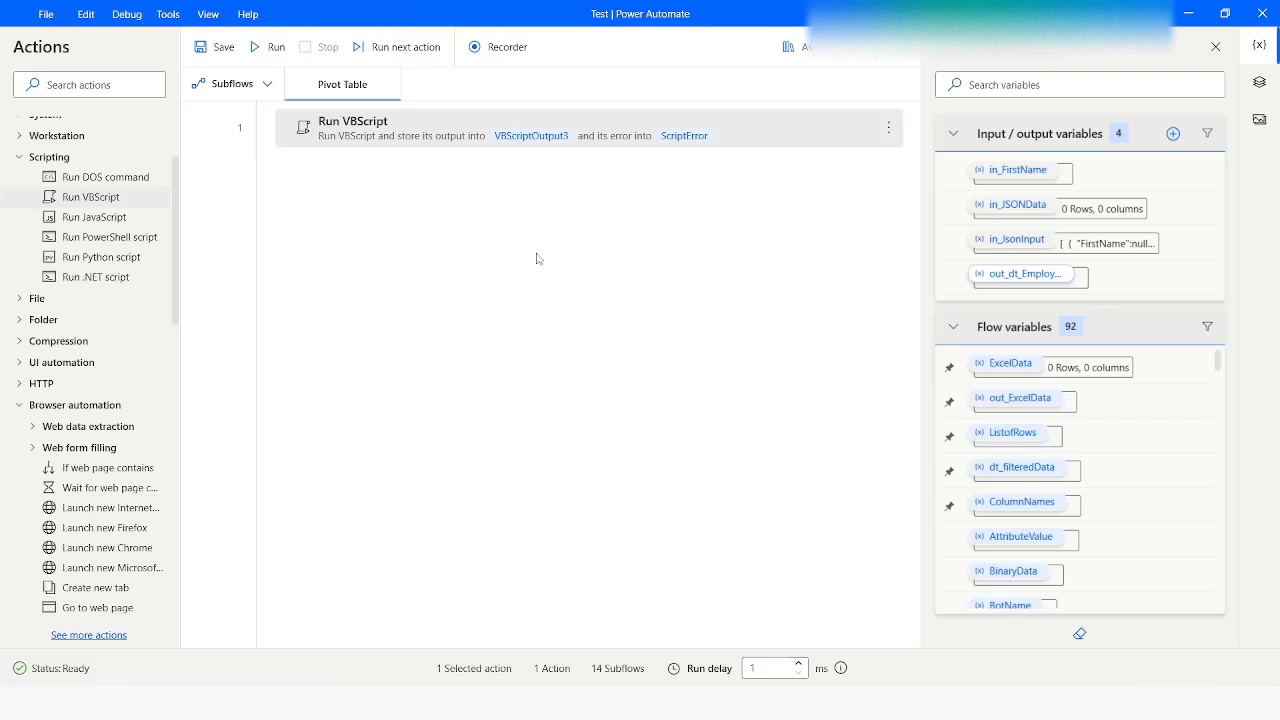 File Edit Debug Tools View Help
Test | Power Automate
Actions
Save Run Stop Run next action Recorder
Search actions
Subflows Pivot Table
Search variables
Workstation
Scripting
Run DOS command
Run VBScript
Run JavaScript
Run PowerShell script
Run Python script
Run .NET script
File
Folder
Compression
UI automation
HTTP
Browser automation
Web data extraction
Web form filling
If web page contains
Wait for web page c...
Launch new Internet...
Launch new Firefox
Launch new Chrome
Launch new Microsof...
Create new tab
Go to web page
See more actions
1
Run VBScript
Run VBScript and store its output into VBScriptOutput3 and its error into ScriptError
Input / output variables 4
(x) in_FirstName
(x) in_JSONData 0 Rows, 0 columns
(x) in_JsonInput [ { "FirstName":null...
(x) out_dt_Employ...
Flow variables 92
(x) ExcelData 0 Rows, 0 columns
(x) out_ExcelData
(x) ListofRows
(x) dt_filteredData
(x) ColumnNames
(x) AttributeValue
(x) BinaryData
(x) BotName
Status: Ready 1 Selected action 1 Action 14 Subflows Run delay 1 ms